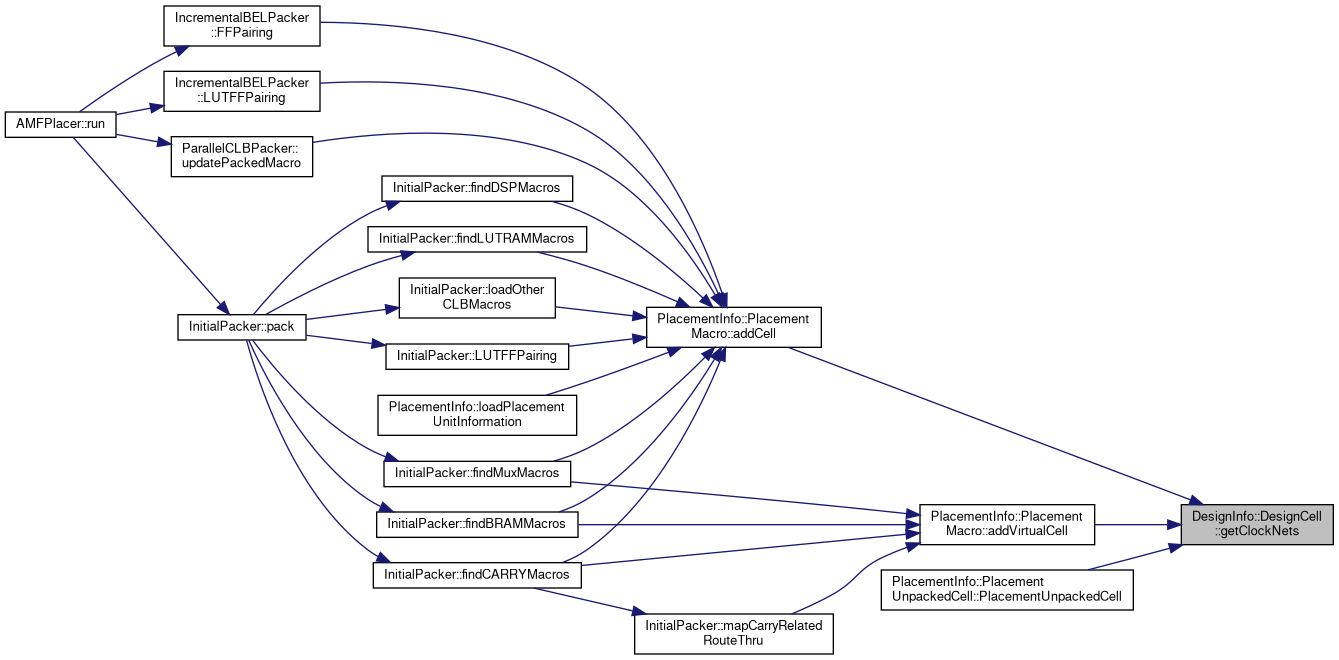 IncrementalBELPacker
::FFPairing
IncrementalBELPacker
::LUTFFPairing
AMFPlacer::run
ParallelCLBPacker::
updatePackedMacro
InitialPacker::findDSPMacros
InitialPacker::findLUTRAMMacros
InitialPacker::loadOther
CLBMacros
InitialPacker::pack
PlacementInfo::Placement
Macro::addCell
InitialPacker::LUTFFPairing
PlacementInfo::loadPlacement
UnitInformation
InitialPacker::findMuxMacros
InitialPacker::findBRAMMacros
PlacementInfo::Placement
Macro::addVirtualCell
DesignInfo::DesignCell
::getClockNets
InitialPacker::findCARRYMacros
PlacementInfo::Placement
UnpackedCell::PlacementUnpackedCell
InitialPacker::mapCarryRelated
RouteThru